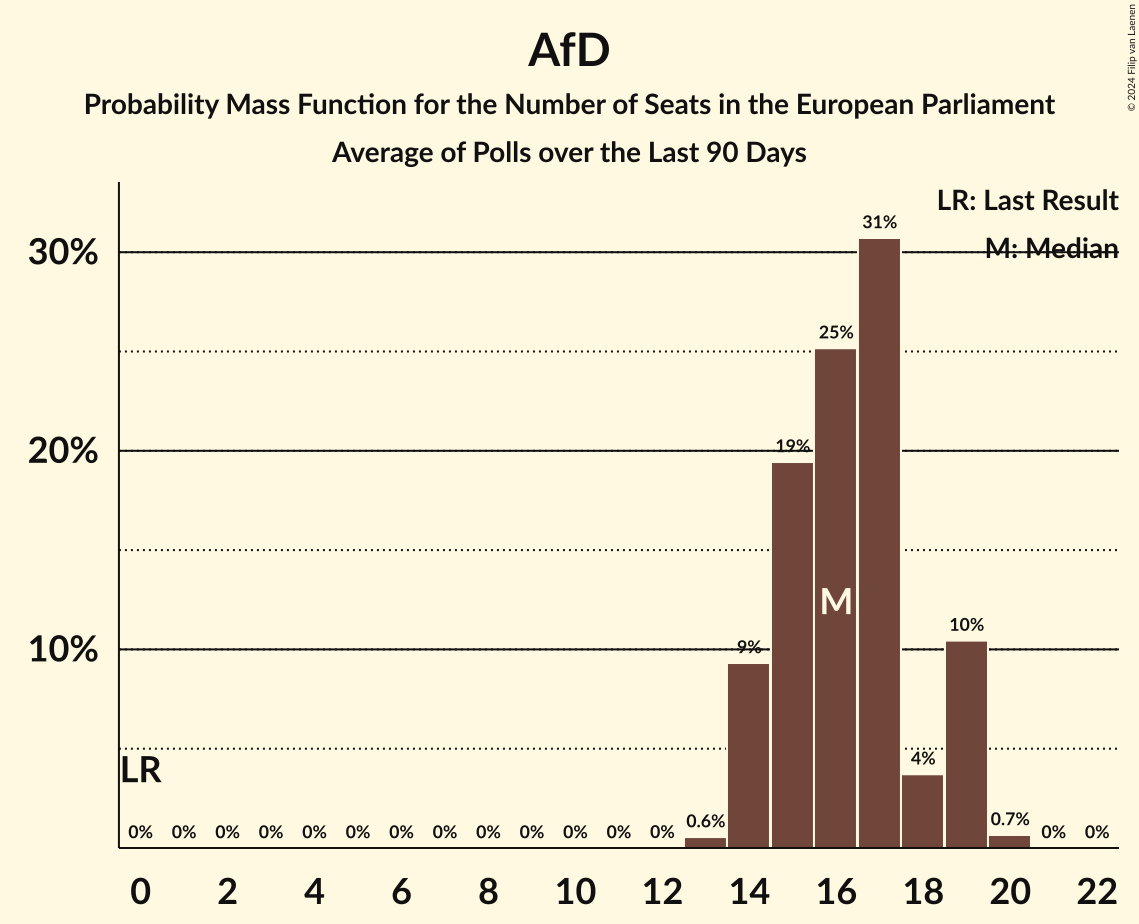 AfD
Probability Mass Function for the Number of Seats in the European Parliament
Average of Polls over the Last 90 Days
© 2024 Filip van Laenen
LR: Last Result
M: Median
30%
20%
10%
31%
25%
19%
M
10%
9%
4%
LR
0% 0% 0% 0% 0% 0% 0% 0% 0% 0% 0% 0% 0% 0.6% 0.7% 0% 0%
0 2 4 6 8 10 12 14 16 18 20 22